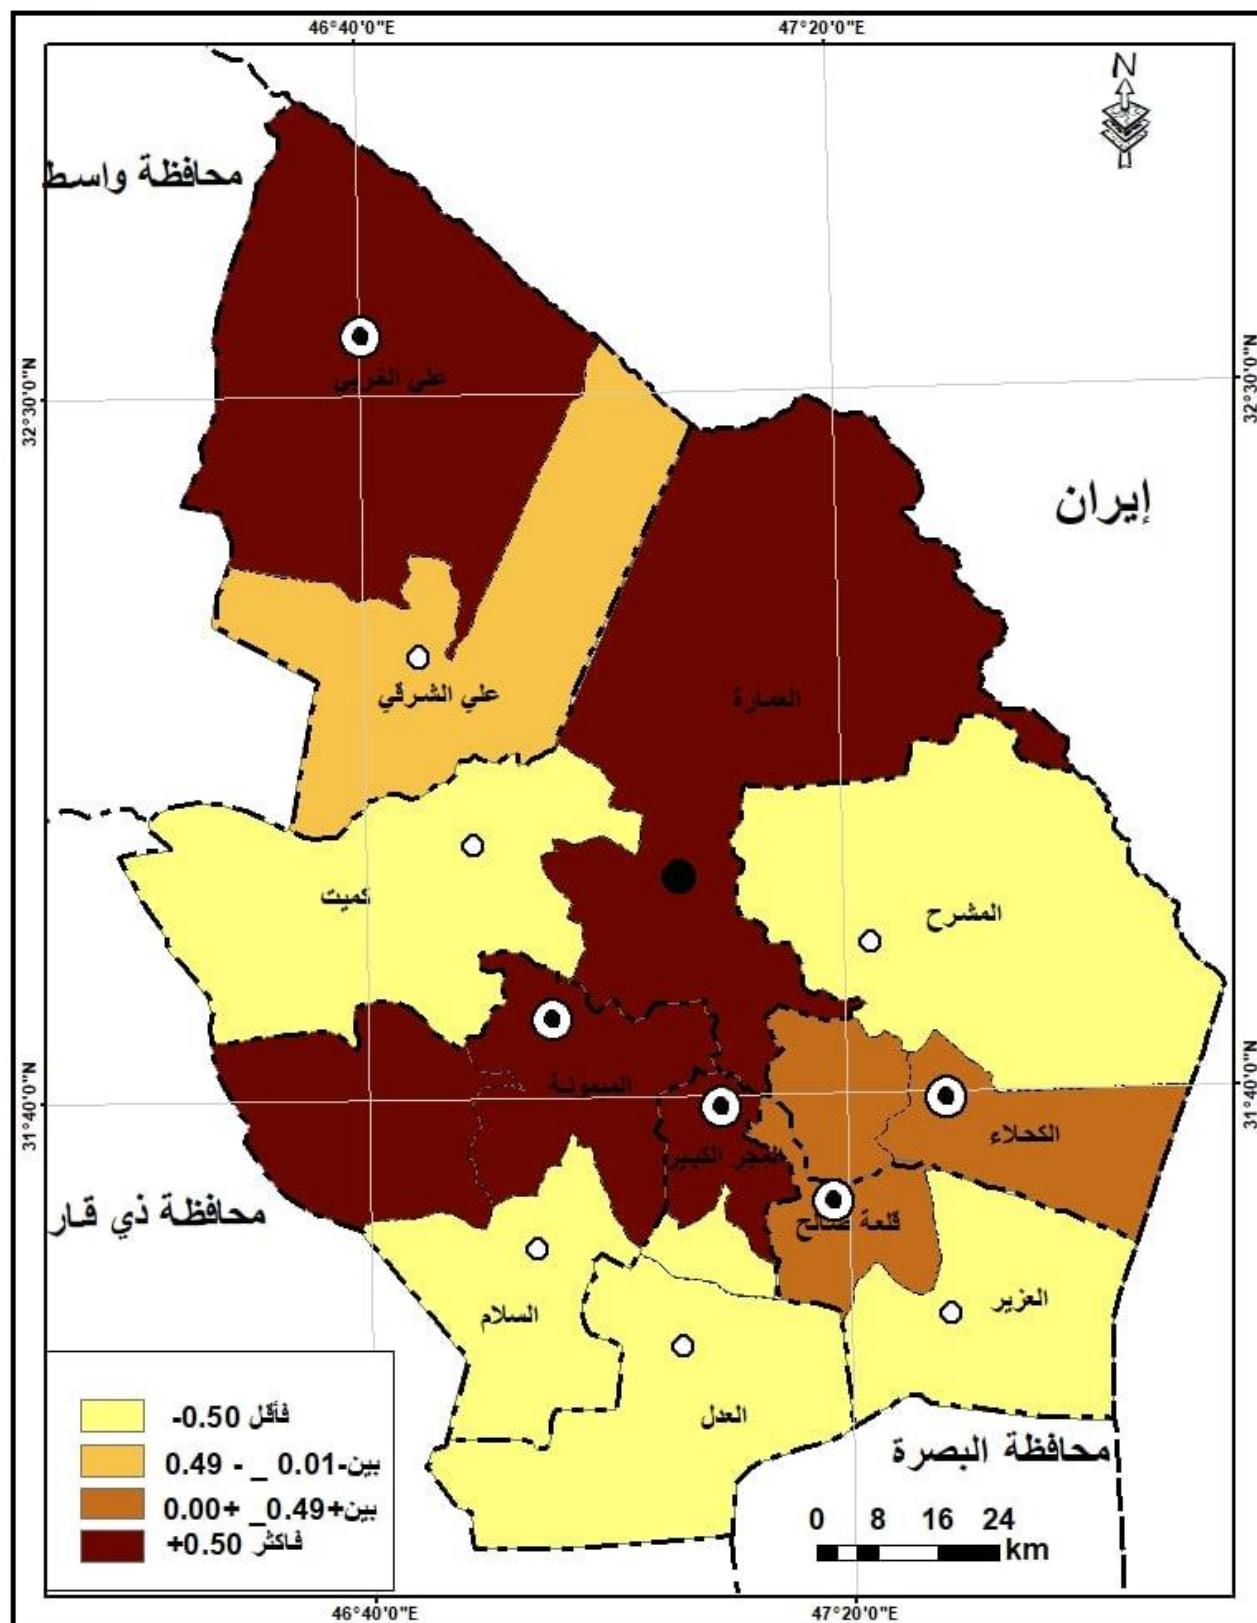 46°40'0"E
47°20'0"E
N
محافظة واسط
علي الغربي
32°30'0"N
32°30'0"N
إيران
علي الشرقي
العمارة
كميت
المشرح
31°40'0"N
31°40'0"N
الميمونة
الكحلاء
المجر الكبير
محافظة ذي قار
قلعة صالح
السلام
العزير
العدل
محافظة البصرة
-0.50 فأقل
بين-0.01 _ - 0.49
بين+0.49_ +0.00
+0.50 فاكثر
0 8 16 24
km
46°40'0"E
47°20'0"E